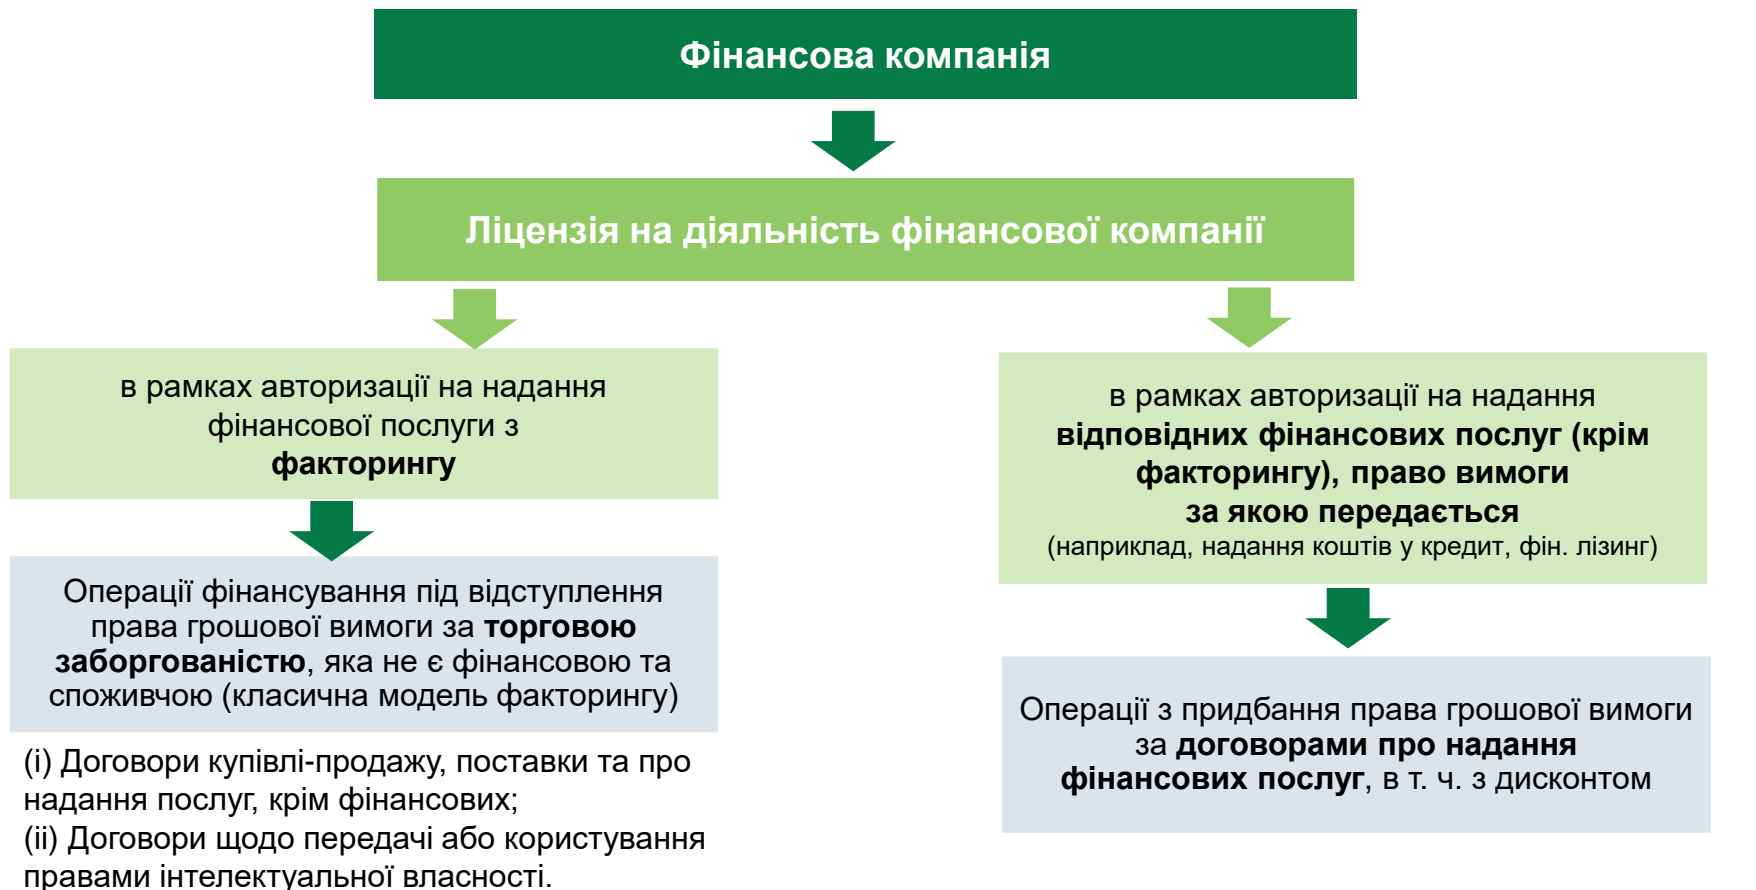 Фінансова компанія
Ліцензія на діяльність фінансової компанії
в рамках авторизації на надання
фінансової послуги з
факторингу
Операції фінансування під відступлення
права грошової вимоги за торговою
заборгованістю, яка не є фінансовою та
споживчою (класична модель факторингу)
(i) Договори купівлі-продажу, поставки та про
надання послуг, крім фінансових;
(ii) Договори щодо передачі або користування
правами інтелектуальної власності.
в рамках авторизації на надання
відповідних фінансових послуг (крім
факторингу), право вимоги
за якою передається
(наприклад, надання коштів у кредит, фін. лізинг)
Операції з придбання права грошової вимоги
за договорами про надання
фінансових послуг, в т. ч. з дисконтом